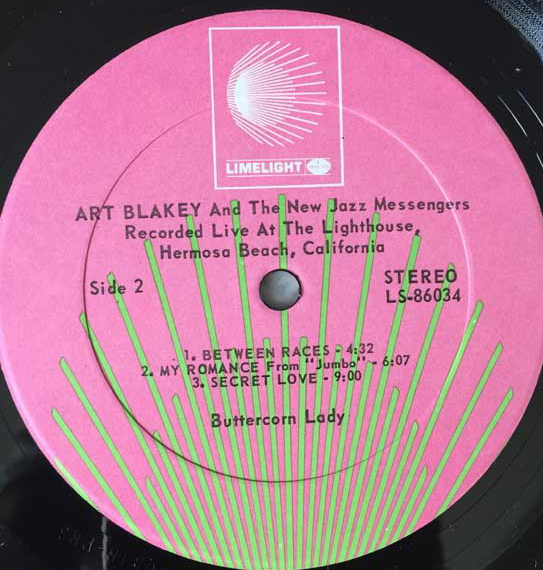 LIMELIGHT
ART BLAKEY And The New Jazz Messengers
Recorded Live At The Lighthouse,
Hermosa Beach, California
Side 2
STEREO
LS-86034
1. BETWEEN RACES - 4:32
2. MY ROMANCE From "Jumbo" - 6:07
3. SECRET LOVE - 9:00
Buttercorn Lady